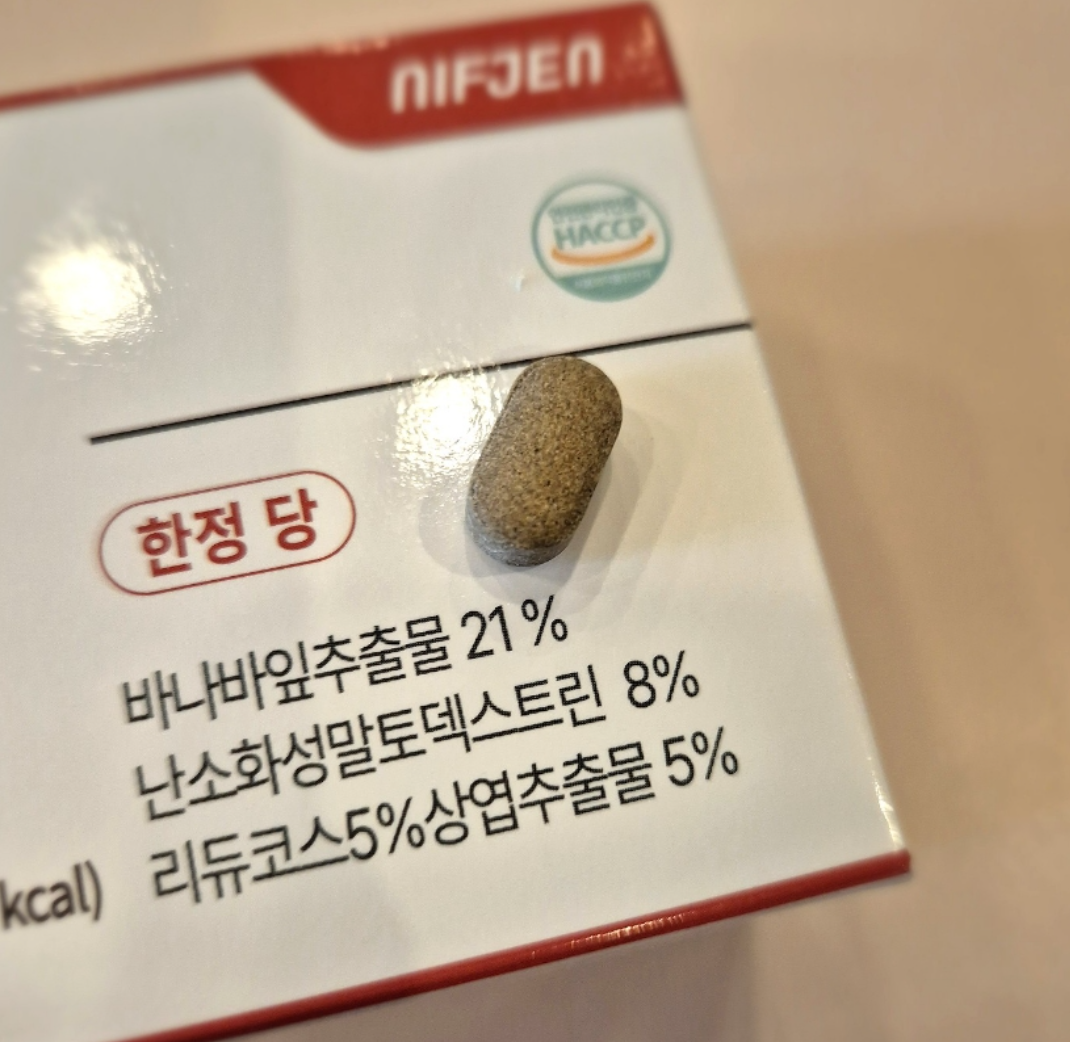 NIFJEN
HACCP
한정 당
바나바잎추출물 21%
난소화성말토덱스트린 8%
kcal) 리듀코스5%상엽추출물 5%